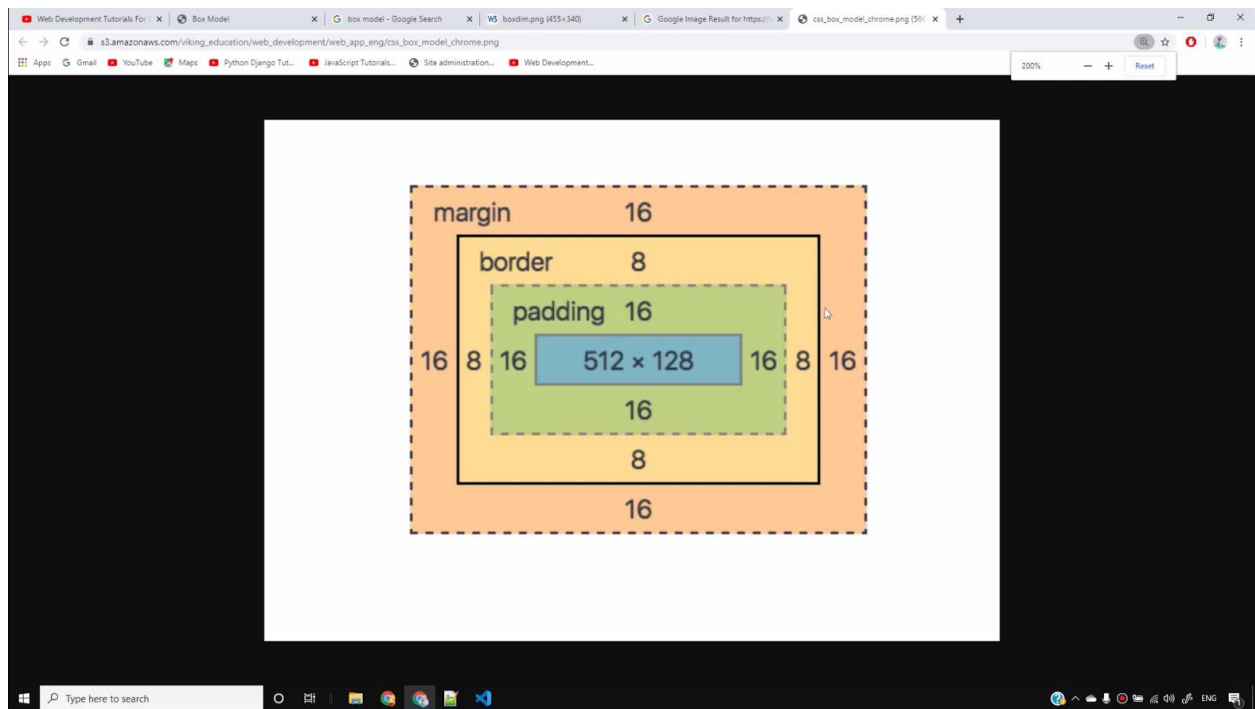 Web Development Tutorials For
Box Model
box model - Google Search
W3 boxdim.png (455×340)
Google Image Result for https://
css_box_model_chrome.png (56
s3.amazonaws.com/viking_education/web_development/web_app_eng/css_box_model_chrome.png
Apps
G Gmail
YouTube
Maps
Python Django Tut...
JavaScript Tutorials...
Site administration...
Web Development...
200%
Reset
margin 16
border 8
padding 16
16 8 16 512 × 128 16 8 16
16
8
16
Type here to search
ENG